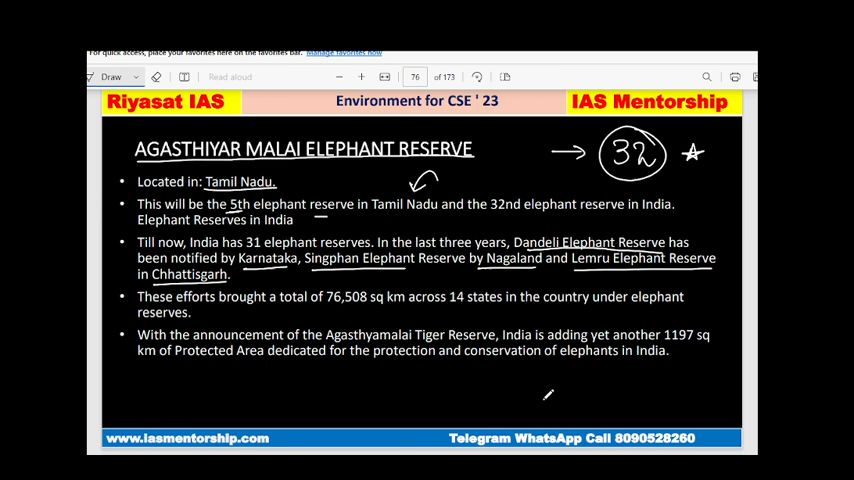 For quick access, place your favorites here on the favorites bar. Manage favorites now
Draw
Read aloud
76 of 173
Riyasat IAS
Environment for CSE ' 23
IAS Mentorship
AGASTHIYAR MALAI ELEPHANT RESERVE
32
• Located in: Tamil Nadu.
• This will be the 5th elephant reserve in Tamil Nadu and the 32nd elephant reserve in India.
Elephant Reserves in India
• Till now, India has 31 elephant reserves. In the last three years, Dandeli Elephant Reserve has
been notified by Karnataka, Singphan Elephant Reserve by Nagaland and Lemru Elephant Reserve
in Chhattisgarh.
• These efforts brought a total of 76,508 sq km across 14 states in the country under elephant
reserves.
• With the announcement of the Agasthyamalai Tiger Reserve, India is adding yet another 1197 sq
km of Protected Area dedicated for the protection and conservation of elephants in India.
www.iasmentorship.com
Telegram WhatsApp Call 8090528260